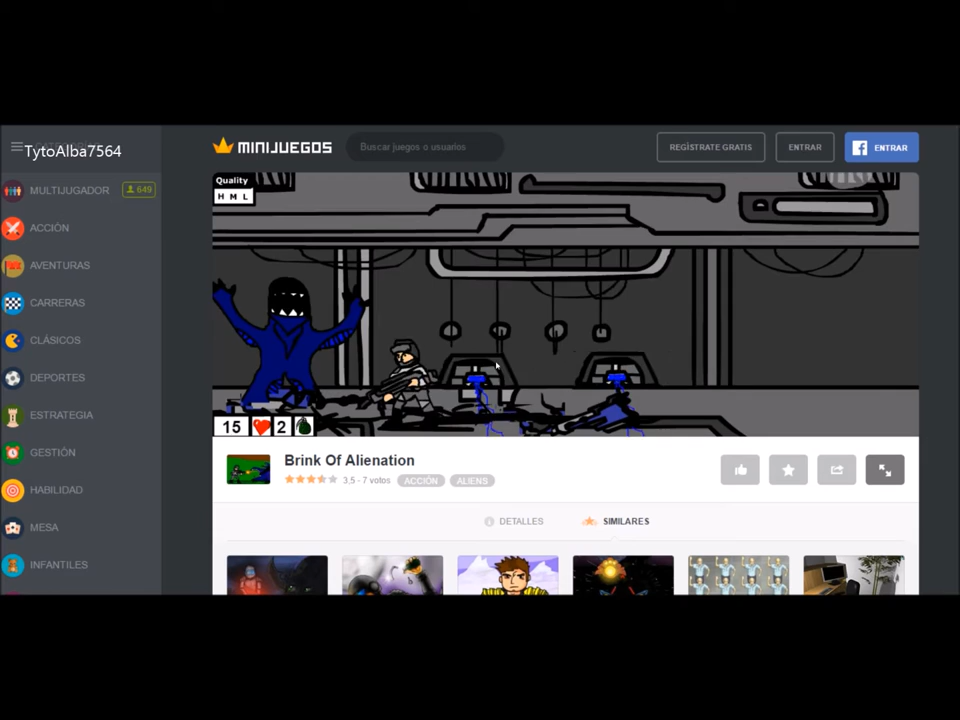 TytoAlba7564
MINIJUEGOS
Buscar juegos o usuarios
REGÍSTRATE GRATIS
ENTRAR
ENTRAR
MULTIJUGADOR
649
ACCIÓN
AVENTURAS
CARRERAS
CLÁSICOS
DEPORTES
ESTRATEGIA
GESTIÓN
HABILIDAD
MESA
INFANTILES
Quality
H M L
15
2
Brink Of Alienation
3,5 - 7 votos
ACCIÓN
ALIENS
DETALLES
SIMILARES